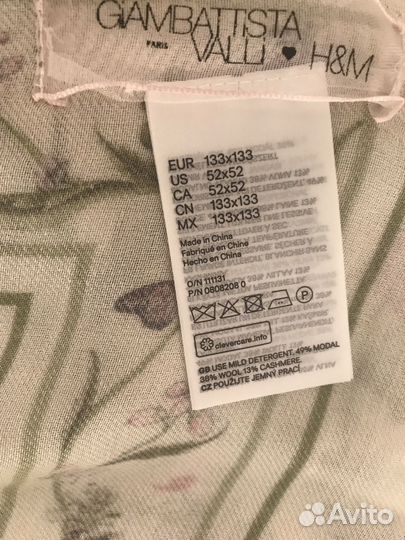 GIAMBATTISTA
PARIS VALLI ♥ H&M
EUR 133x133
US 52x52
CA 52x52
CN 133x133
MX 133x133
Made in China
Fabriqué en Chine
Hecho en China
O/N 111131
P/N 0808208 0
clevercare.info
GB USE MILD DETERGENT. 49% MODAL
38% WOOL 13% CASHMERE.
CZ POUŽIJTE JEMNÝ PRACÍ
Avito